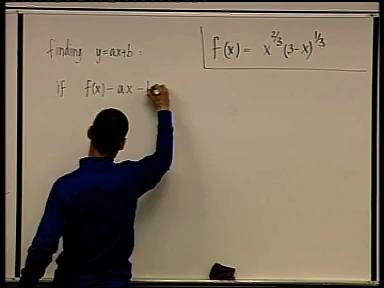 finding y=ax+b:
f(x) = x^{2/3}(3-x)^{1/3}
if f(x) - ax - b